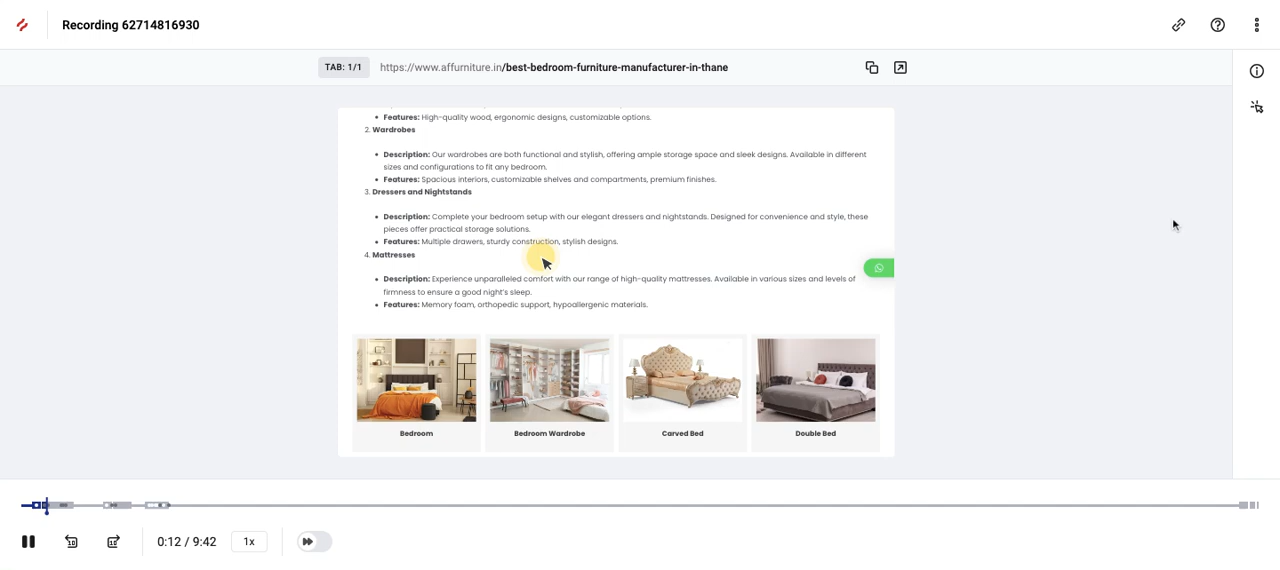 Recording 62714816930
TAB: 1/1
https://www.affurniture.in/best-bedroom-furniture-manufacturer-in-thane
• Features: High-quality wood, ergonomic designs, customizable options.
2. Wardrobes
• Description: Our wardrobes are both functional and stylish, offering ample storage space and sleek designs. Available in different
sizes and configurations to fit any bedroom.
• Features: Spacious interiors, customizable shelves and compartments, premium finishes.
3. Dressers and Nightstands
• Description: Complete your bedroom setup with our elegant dressers and nightstands. Designed for convenience and style, these
pieces offer practical storage solutions.
• Features: Multiple drawers, sturdy construction, stylish designs.
4. Mattresses
• Description: Experience unparalleled comfort with our range of high-quality mattresses. Available in various sizes and levels of
firmness to ensure a good night's sleep.
• Features: Memory foam, orthopedic support, hypoallergenic materials.
Bedroom
Bedroom Wardrobe
Carved Bed
Double Bed
10
10
0:12 / 9:42
1x